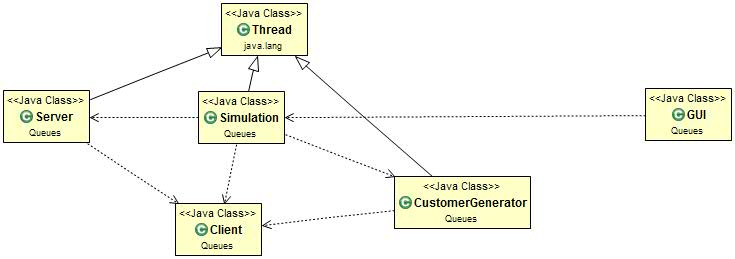 <<Java Class>>
C Thread
java.lang
<<Java Class>>
C Server
Queues
<<Java Class>>
C Simulation
Queues
<<Java Class>>
C GUI
Queues
<<Java Class>>
C CustomerGenerator
Queues
<<Java Class>>
C Client
Queues